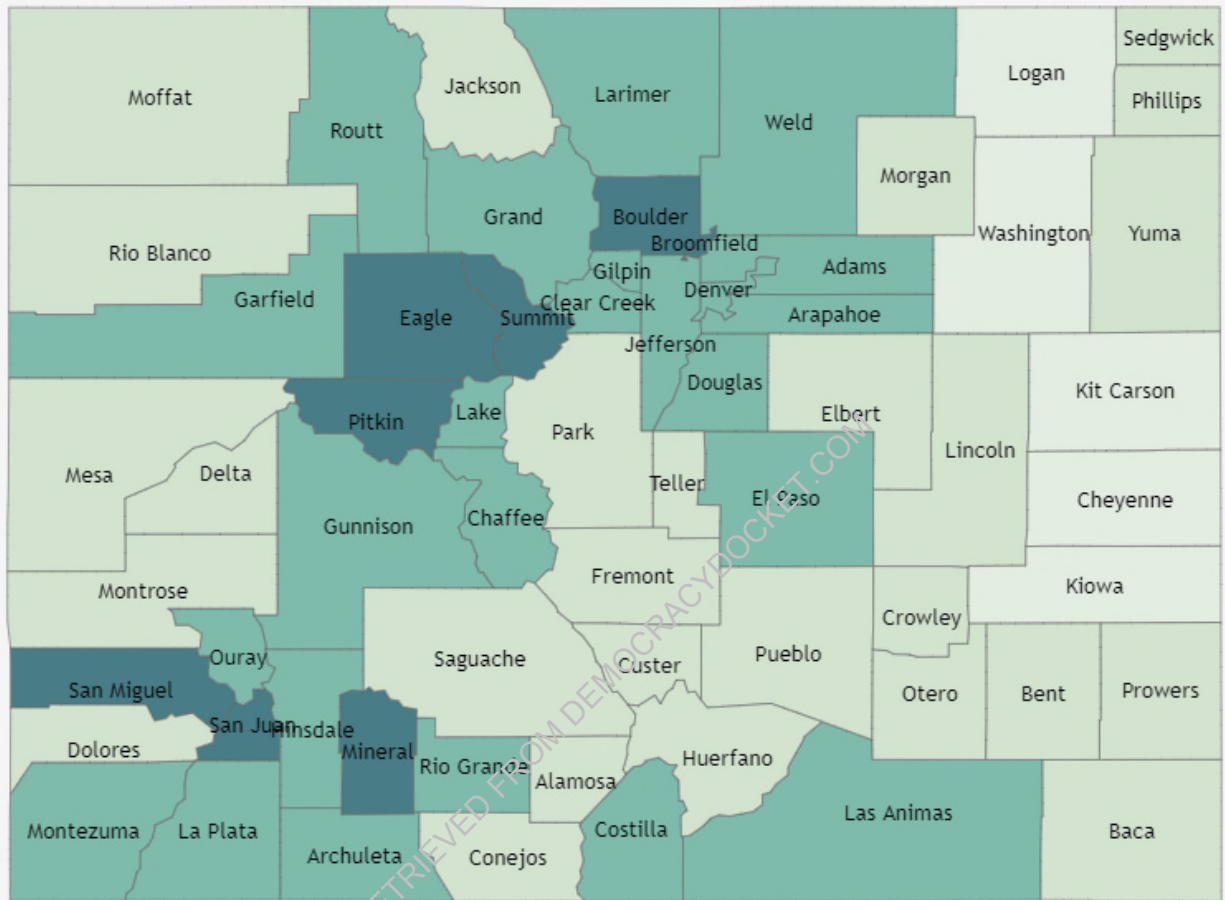 Sedgwick
Logan
Jackson
Larimer
Moffat
Phillips
Weld
Routt
Morgan
Grand
Boulder
Washington
Yuma
Broomfield
Rio Blanco
Gilpin
Adams
Denver
Garfield
Clear Creek
Eagle
Summit
Arapahoe
Jefferson
Douglas
Kit Carson
Lake
Elbert
Pitkin
Park
Lincoln
Mesa
Delta
Teller
El Paso
Cheyenne
Chaffee
Gunnison
Fremont
Kiowa
Montrose
Crowley
Ouray
Saguache
Custer
Pueblo
San Miguel
Otero
Bent
Prowers
San Juan
Hinsdale
Dolores
Mineral
Huerfano
Rio Grande
Alamosa
Las Animas
Montezuma
La Plata
Costilla
Baca
Archuleta
Conejos
RETRIEVED FROM DEMOCRACYDOCKET.COM